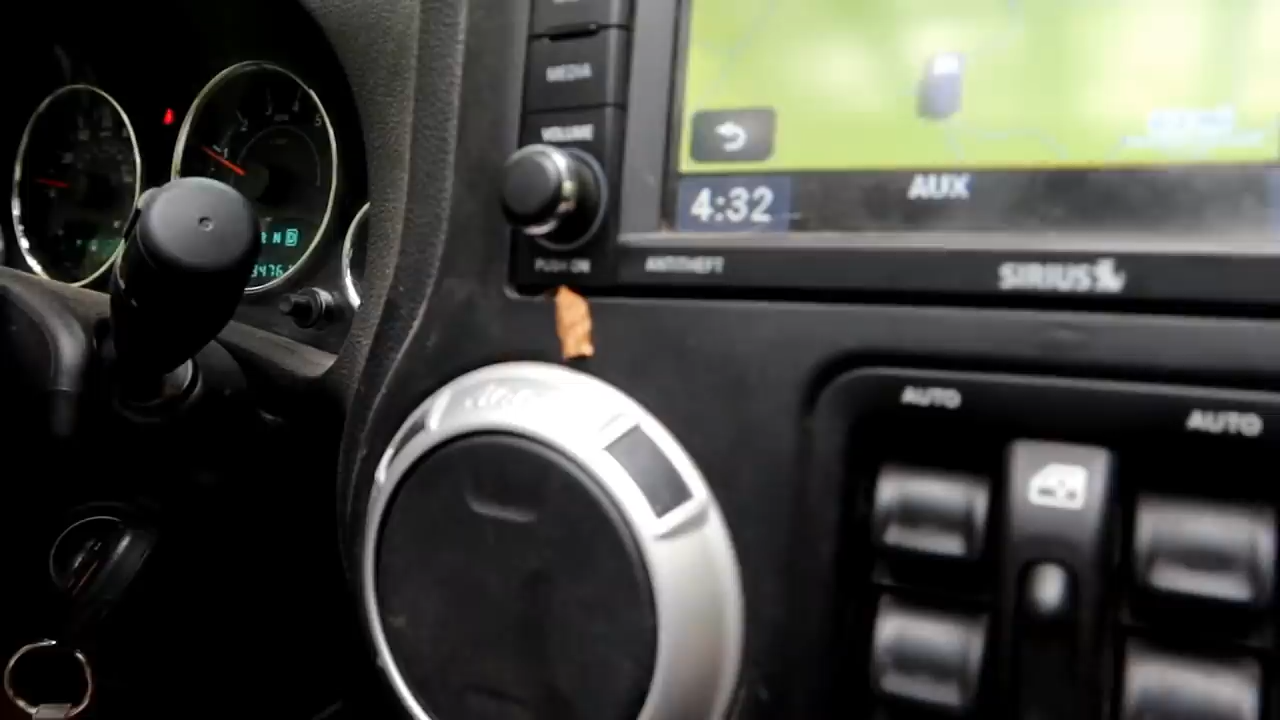 MEDIA
VOLUME
PUSH ON
4:32
AUX
ANTITHEFT
SIRIUS
AUTO
AUTO
R N D